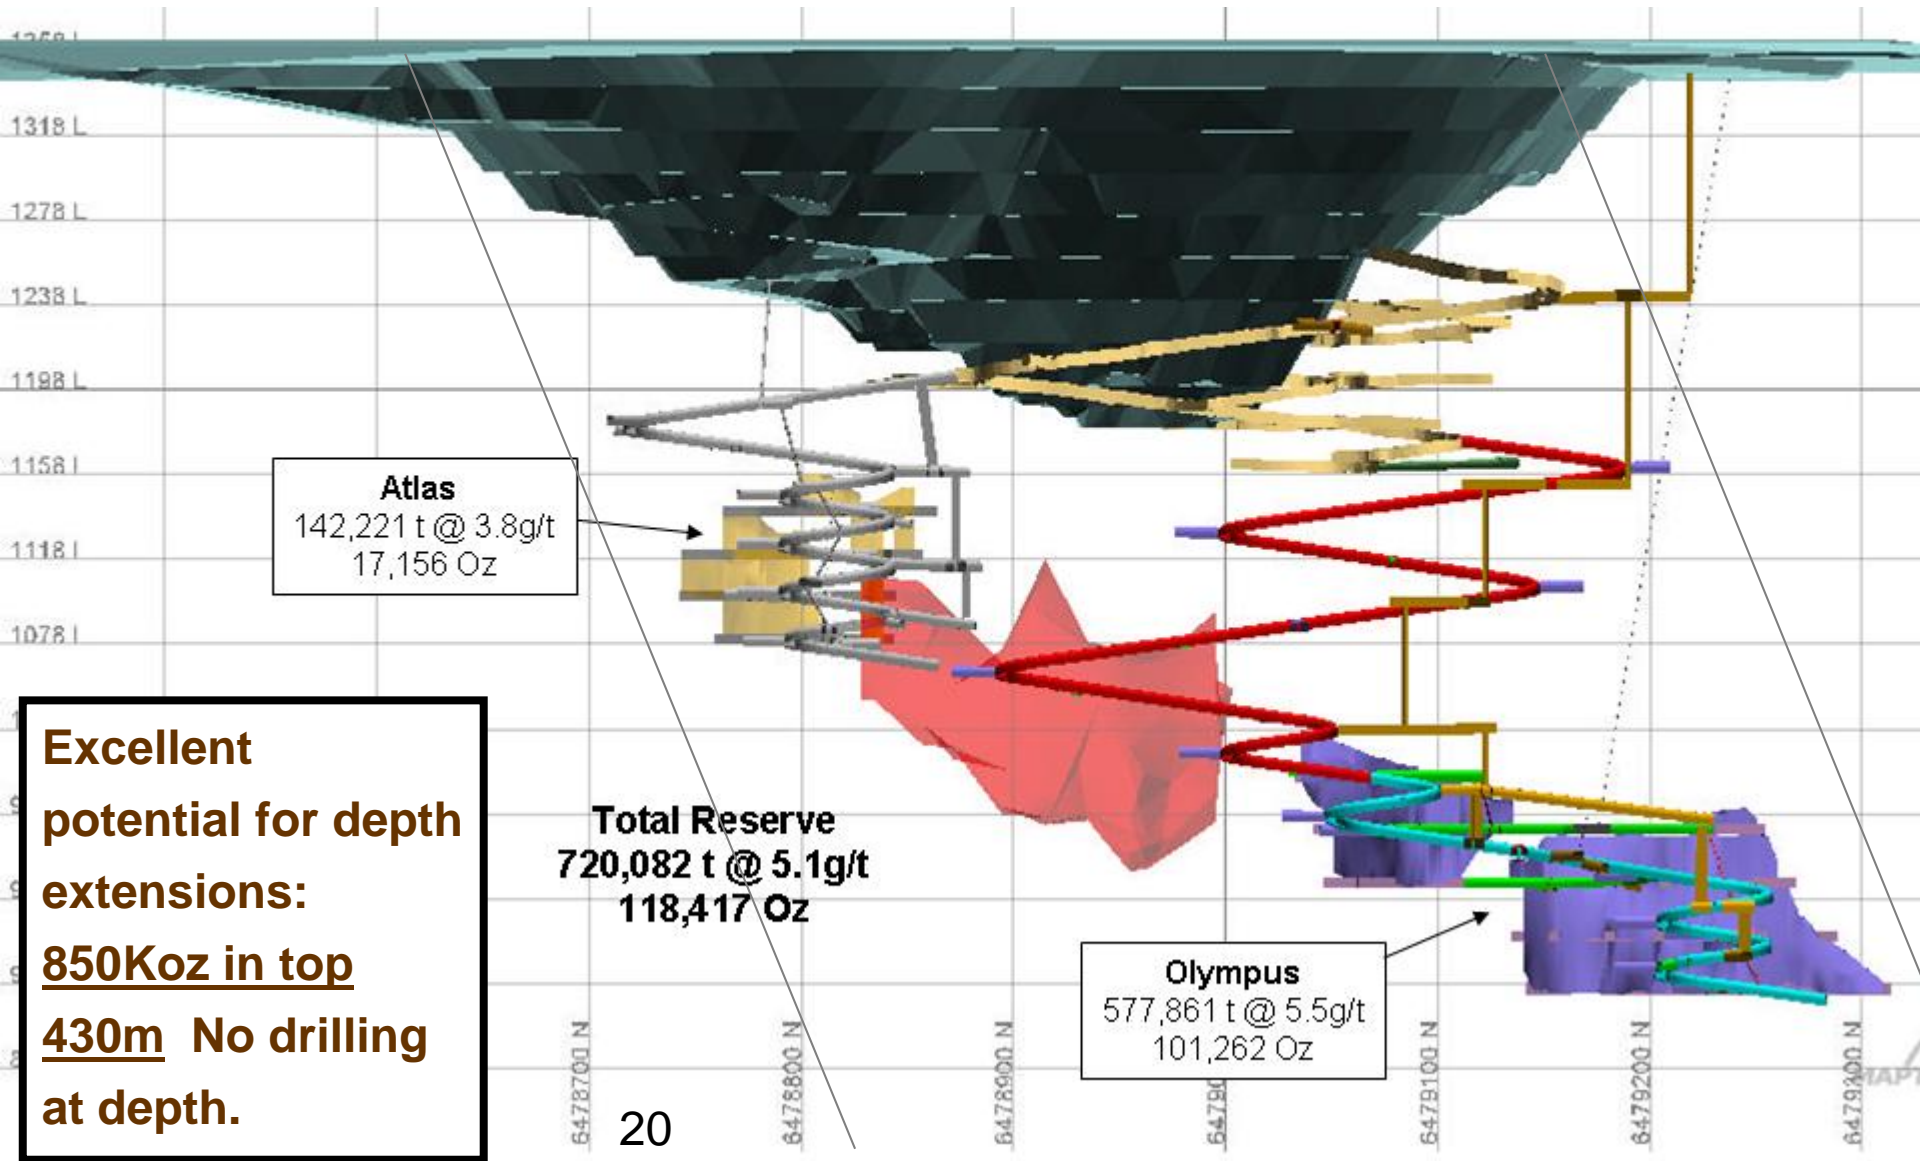 1318 L
1278 L
1238 L
1198 L
1158 L
1118 L
1078 L
Atlas
142,221 t @ 3.8g/t
17,156 Oz
Excellent
potential for depth
extensions:
850Koz in top
430m No drilling
at depth.
Total Reserve
720,082 t @ 5.1g/t
118,417 Oz
Olympus
577,861 t @ 5.5g/t
101,262 Oz
6478700 N
6478800 N
6478900 N
6479100 N
6479200 N
6479300 N
20